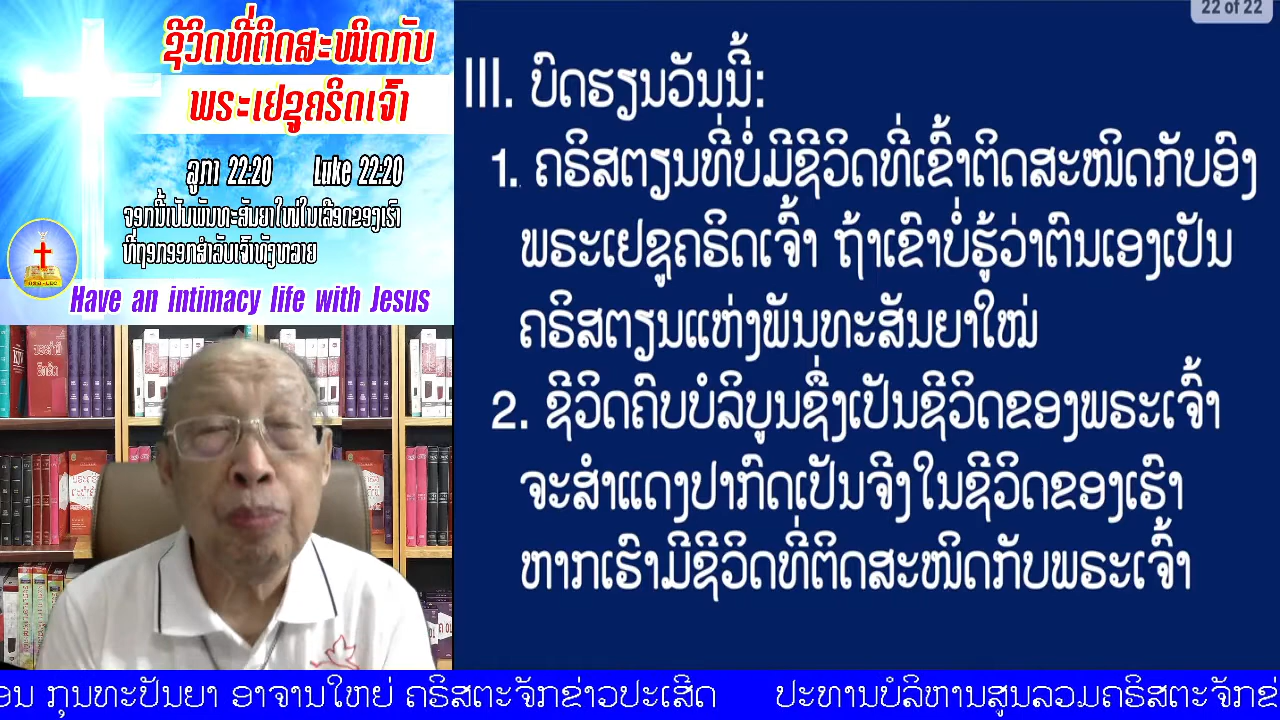 22 of 22
ຊີວິດທີ່ຕິດສະໜິດກັບ
ພຣະເຢຊູຄຣິດເຈົ້າ
ລູກາ 22:20 Luke 22:20
ຈອກນີ້ເປັນພັນທະສັນຍາໃໝ່ໃນເລືອດຂອງເຮົາ
ທີ່ຖອກອອກສຳລັບເຈົ້າທັງຫລາຍ
Have an intimacy life with Jesus
III. ບົດຮຽນວັນນີ້:
1. ຄຣິສຕຽນທີ່ບໍ່ມີຊີວິດທີ່ເຂົ້າຕິດສະໜິດກັບອົງ
ພຣະເຢຊູຄຣິດເຈົ້າ ຖ້າເຂົາບໍ່ຮູ້ວ່າຕົນເອງເປັນ
ຄຣິສຕຽນແຫ່ງພັນທະສັນຍາໃໝ່
2. ຊີວິດຄົບບໍລິບູນຊຶ່ງເປັນຊີວິດຂອງພຣະເຈົ້າ
ຈະສຳແດງປາກົດເປັນຈິງໃນຊີວິດຂອງເຮົາ
ຫາກເຮົາມີຊີວິດທີ່ຕິດສະໜິດກັບພຣະເຈົ້າ
ອນ ກຸນທະປັນຍາ ອາຈານໃຫຍ່ ຄຣິສຕະຈັກຂ່າວປະເສີດ ປະທານບໍລິຫານສູນລວມຄຣິສຕະຈັກຂ່